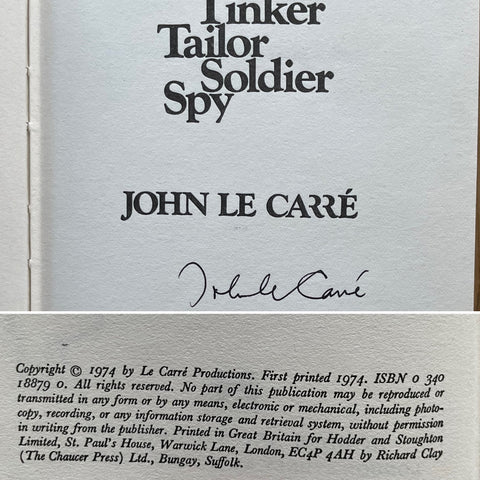 Tinker
Tailor
Soldier
Spy
JOHN LE CARRÉ
John le Carré
Copyright © 1974 by Le Carré Productions. First printed 1974. ISBN 0 340
18879 0. All rights reserved. No part of this publication may be reproduced or
transmitted in any form or by any means, electronic or mechanical, including photo-
copy, recording, or any information storage and retrieval system, without permission
in writing from the publisher. Printed in Great Britain for Hodder and Stoughton
Limited, St. Paul's House, Warwick Lane, London, EC4P 4AH by Richard Clay
(The Chaucer Press) Ltd., Bungay, Suffolk.